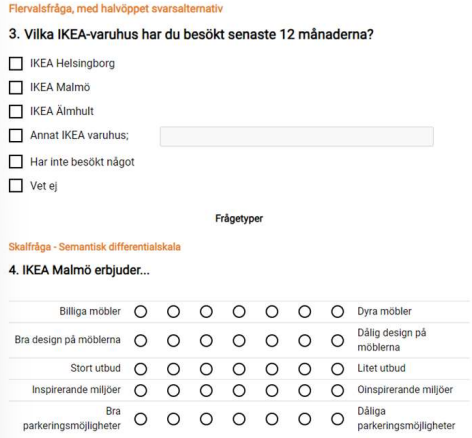 Flervalsfråga, med halvöppet svarsalternativ
3. Vilka IKEA-varuhus har du besökt senaste 12 månaderna?
IKEA Helsingborg
IKEA Malmö
IKEA Älmhult
Annat IKEA varuhus;
Har inte besökt något
Vet ej
Frågetyper
Skalfråga - Semantisk differentialskala
4. IKEA Malmö erbjuder...
Billiga möbler
Dyra möbler
Bra design på möblerna
Dålig design på
möblerna
Stort utbud
Litet utbud
Inspirerande miljöer
Oinspirerande miljöer
Bra
parkeringsmöjligheter
Dåliga
parkeringsmöjligheter